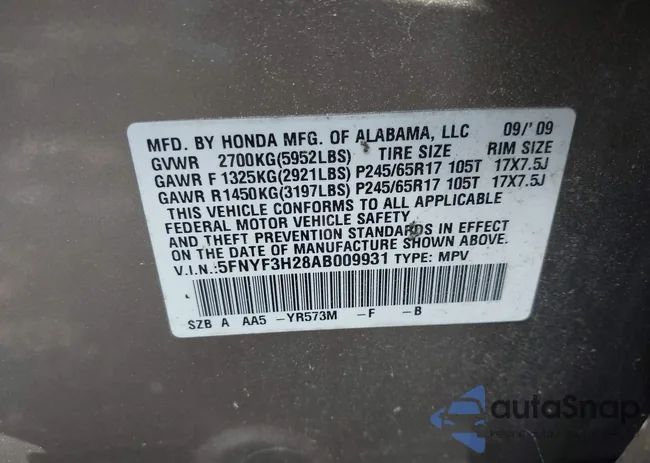 MFD. BY HONDA MFG. OF ALABAMA, LLC 09/'09
GVWR 2700KG(5952LBS) TIRE SIZE RIM SIZE
GAWR F 1325KG(2921LBS) P245/65R17 105T 17X7.5J
GAWR R1450KG(3197LBS) P245/65R17 105T 17X7.5J
THIS VEHICLE CONFORMS TO ALL APPLICABLE
FEDERAL MOTOR VEHICLE SAFETY
AND THEFT PREVENTION STANDARDS IN EFFECT
ON THE DATE OF MANUFACTURE SHOWN ABOVE.
V.I.N.:5FNYF3H28AB009931 TYPE: MPV
SZB A AA5 -YR573M -F -B
autoSnap